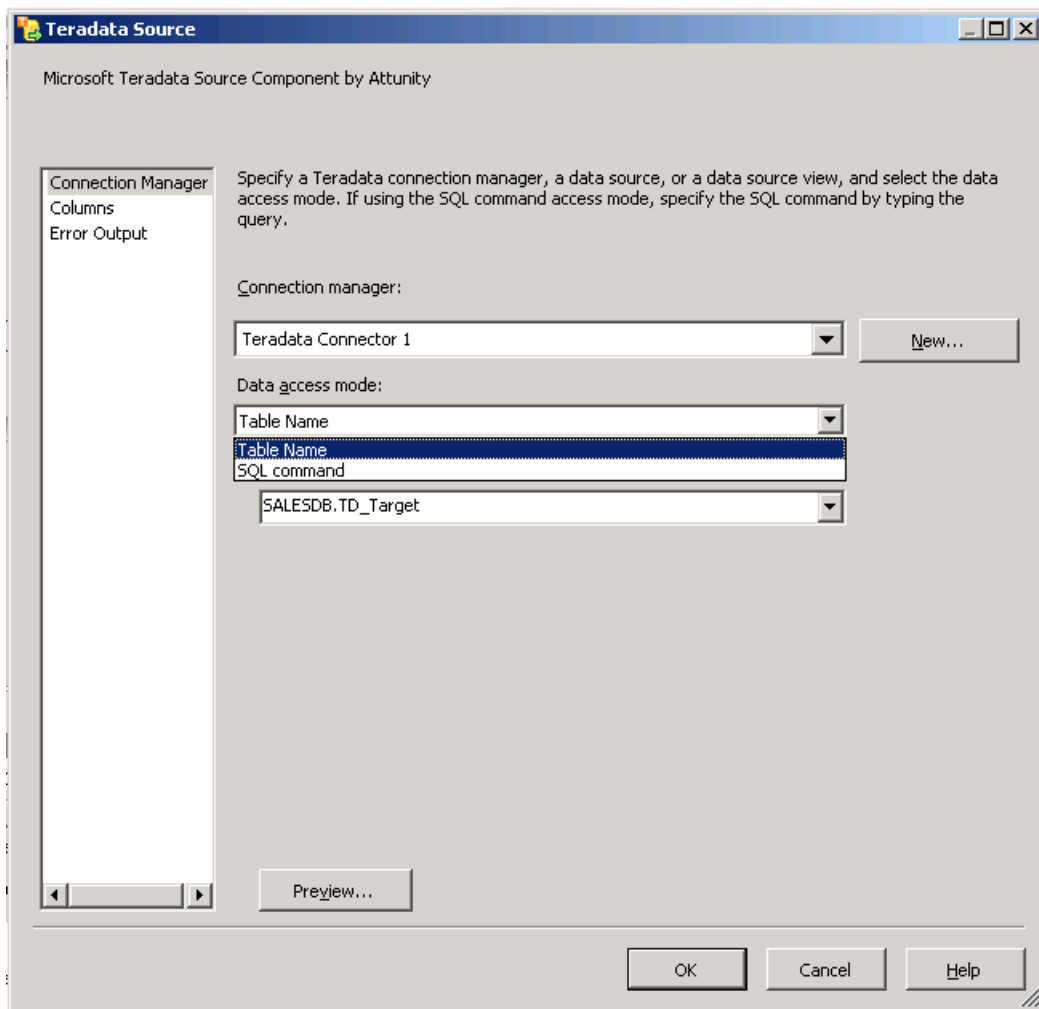 Teradata Source
Microsoft Teradata Source Component by Attunity
Connection Manager
Columns
Error Output
Specify a Teradata connection manager, a data source, or a data source view, and select the data
access mode. If using the SQL command access mode, specify the SQL command by typing the
query.
Connection manager:
Teradata Connector 1
New...
Data access mode:
Table Name
Table Name
SQL command
SALESDB.TD_Target
Preview...
OK
Cancel
Help